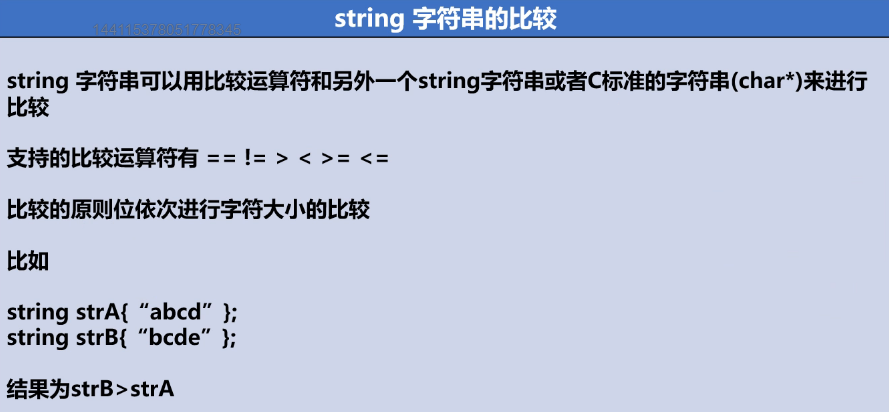 string 字符串的比较
string 字符串可以用比较运算符和另外一个string字符串或者C标准的字符串(char*)来进行
比较
支持的比较运算符有 == != > < >= <=
比较的原则位依次进行字符大小的比较
比如
string strA{“abcd”};
string strB{“bcde”};
结果为strB>strA